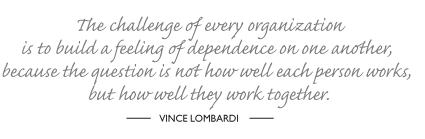 The challenge of every organization
is to build a feeling of dependence on one another,
because the question is not how well each person works,
but how well they work together.
VINCE LOMBARDI